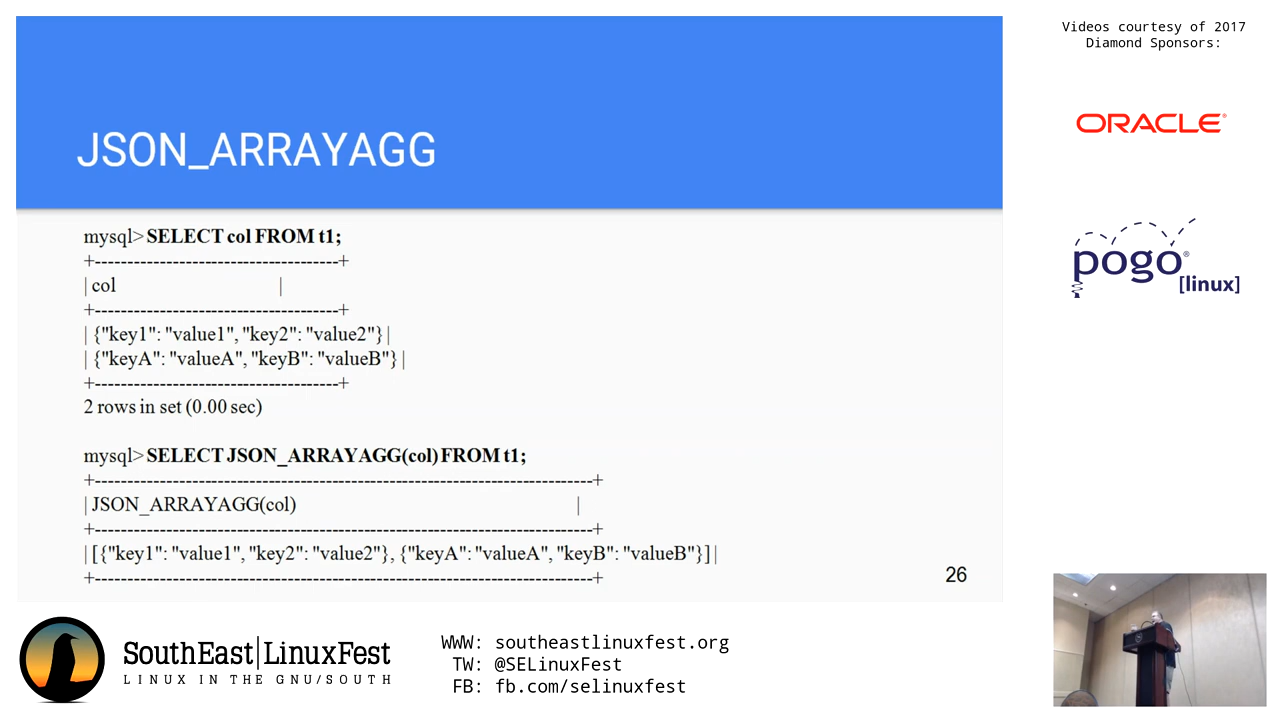 JSON_ARRAYAGG
mysql> SELECT col FROM t1;
+-------------------------------------+
| col |
+-------------------------------------+
| {"key1": "value1", "key2": "value2"} |
| {"keyA": "valueA", "keyB": "valueB"} |
+-------------------------------------+
2 rows in set (0.00 sec)
mysql> SELECT JSON_ARRAYAGG(col) FROM t1;
+----------------------------------------------------------------------------+
| JSON_ARRAYAGG(col) |
+----------------------------------------------------------------------------+
| [{"key1": "value1", "key2": "value2"}, {"keyA": "valueA", "keyB": "valueB"}] |
+----------------------------------------------------------------------------+
26
Videos courtesy of 2017
Diamond Sponsors:
ORACLE®
pogo®
[linux]
SouthEast|LinuxFest
LINUX IN THE GNU/SOUTH
WWW: southeastlinuxfest.org
TW: @SELinuxFest
FB: fb.com/selinuxfest